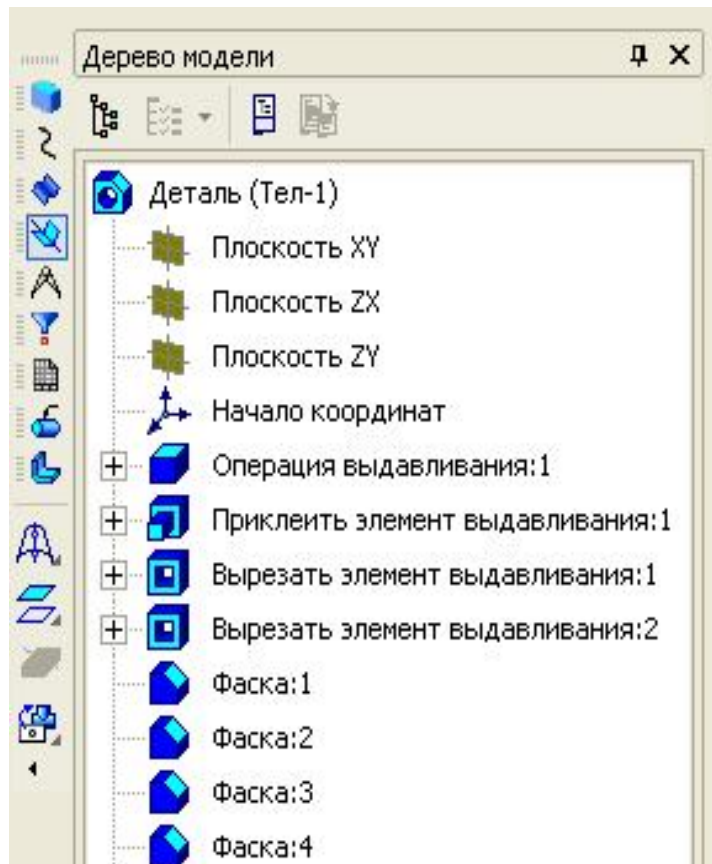 Дерево модели
Деталь (Тел-1)
Плоскость XY
Плоскость ZX
Плоскость ZY
Начало координат
Операция выдавливания:1
Приклеить элемент выдавливания:1
Вырезать элемент выдавливания:1
Вырезать элемент выдавливания:2
Фаска:1
Фаска:2
Фаска:3
Фаска:4